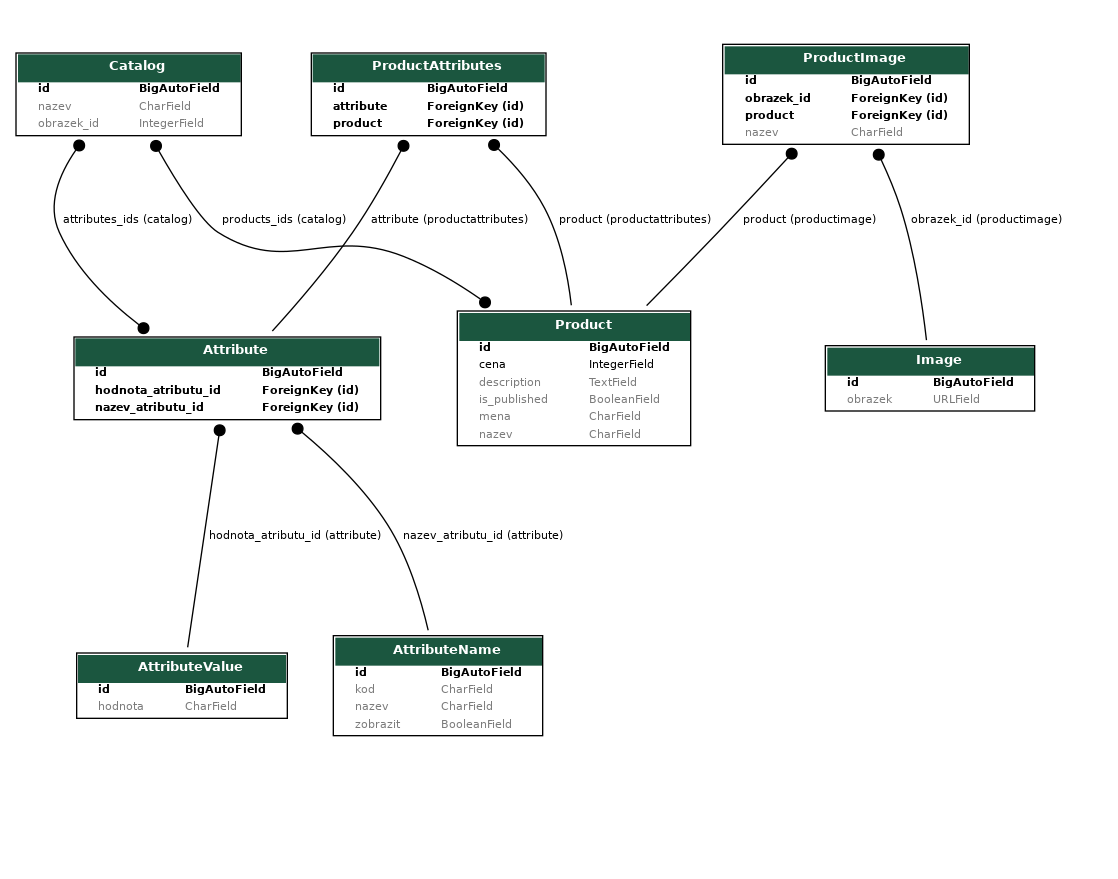 Catalog
id BigAutoField
nazev CharField
obrazek_id IntegerField
ProductAttributes
id BigAutoField
attribute ForeignKey (id)
product ForeignKey (id)
ProductImage
id BigAutoField
obrazek_id ForeignKey (id)
product ForeignKey (id)
nazev CharField
attributes_ids (catalog)
products_ids (catalog)
attribute (productattributes)
product (productattributes)
product (productimage)
obrazek_id (productimage)
Attribute
id BigAutoField
hodnota_atributu_id ForeignKey (id)
nazev_atributu_id ForeignKey (id)
Product
id BigAutoField
cena IntegerField
description TextField
is_published BooleanField
mena CharField
nazev CharField
Image
id BigAutoField
obrazek URLField
hodnota_atributu_id (attribute)
nazev_atributu_id (attribute)
AttributeValue
id BigAutoField
hodnota CharField
AttributeName
id BigAutoField
kod CharField
nazev CharField
zobrazit BooleanField